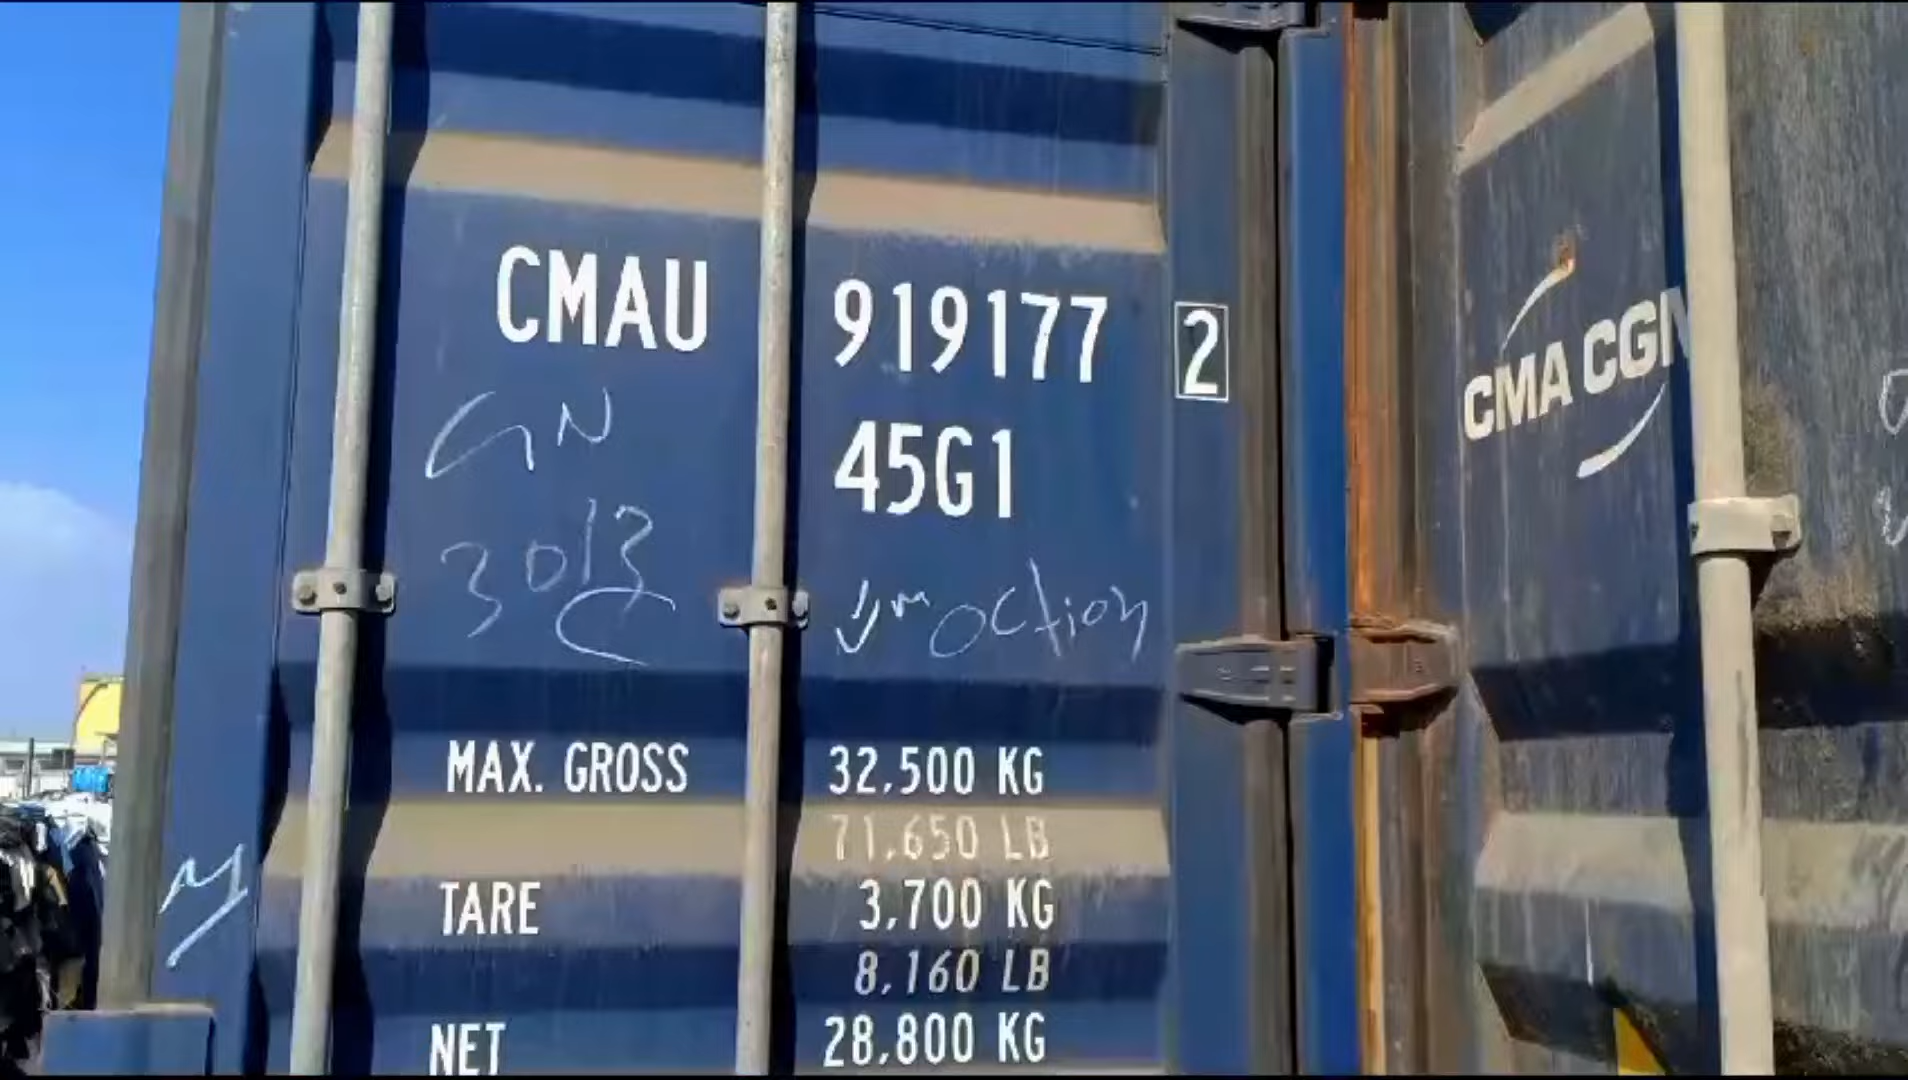 CMAU 919177 2
45G1
GN
3013
auction
MAX. GROSS 32,500 KG
71,650 LB
TARE 3,700 KG
8,160 LB
NET 28,800 KG
CMA CGM